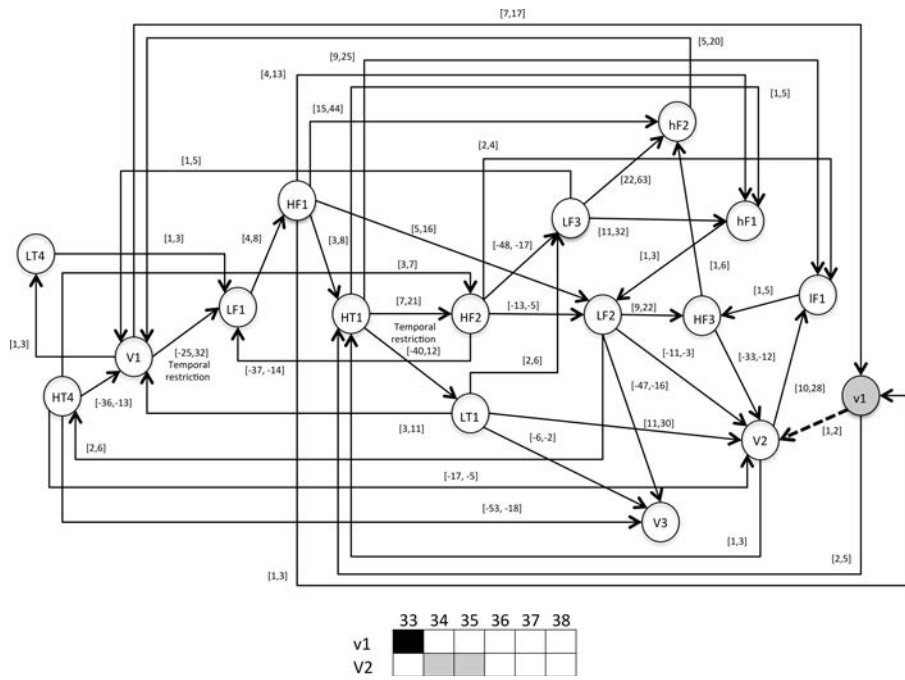 [7,17]
[9,25]
[5,20]
[4,13]
[1,5]
[15,44]
hF2
[2,4]
[1,5]
[22,63]
HF1
LF3
hF1
[5,16]
[11,32]
[1,3]
[4,8]
[-48, -17]
LT4
[3,8]
[3,7]
[1,3]
[1,6]
[1,5]
lF1
LF1
[7,21]
HT1
HF2
[-13,-5]
LF2
[9,22]
HF3
Temporal
restriction
[-40,12]
[1,3]
V1
[-25,32]
Temporal
restriction
[-37, -14]
[-11,-3]
[-33,-12]
[2,6]
[10,28]
v1
HT4
[-36,-13]
LT1
[-47,-16]
[3,11]
[-6,-2]
[11,30]
V2
[1,2]
[2,6]
[-17, -5]
[-53, -18]
V3
[1,3]
[2,5]
[1,3]
33 34 35 36 37 38
v1
V2